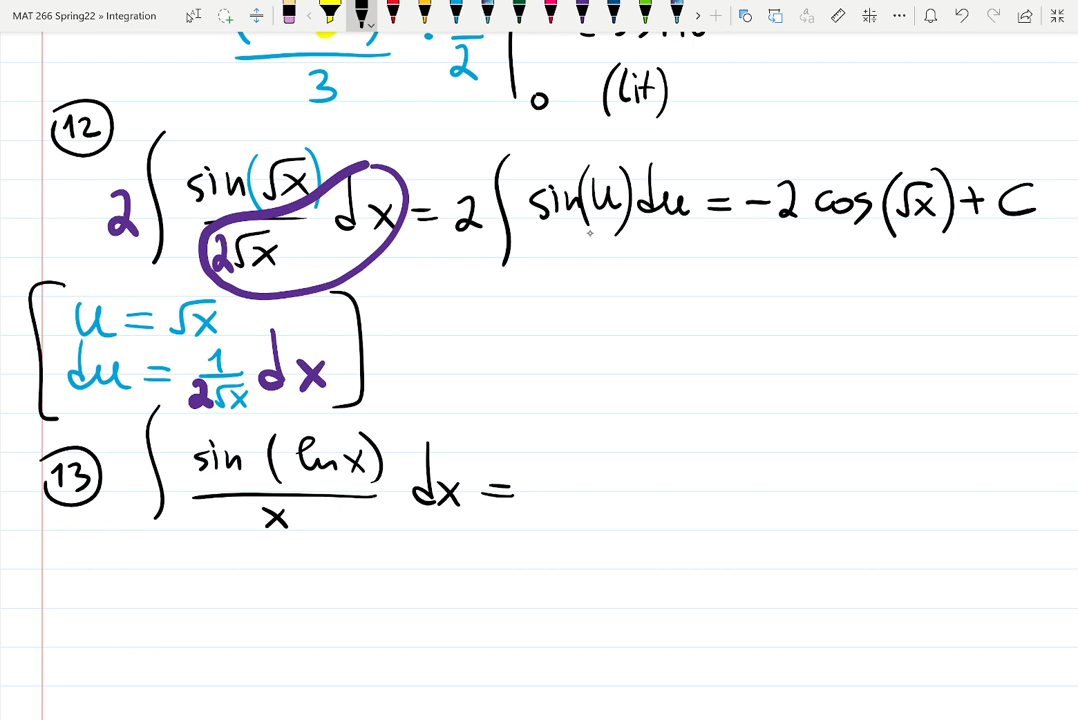 MAT 266 Spring22 » Integration
3 · 2 | 0 (lit)
12
2 ∫ sin(√x) / 2√x dx = 2 ∫ sin(u) du = -2 cos(√x) + C
u = √x
du = 1 / 2√x dx
13 ∫ sin (ln x) / x dx =